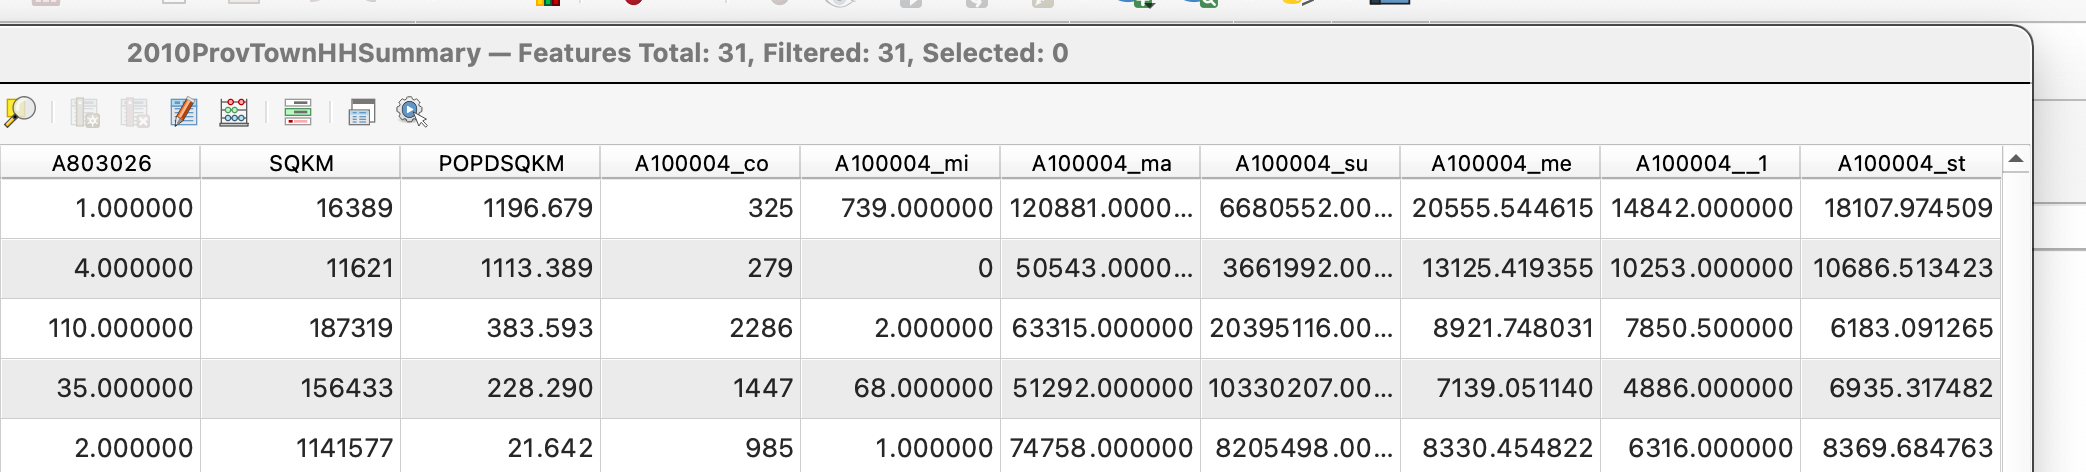 2010ProvTownHHSummary — Features Total: 31, Filtered: 31, Selected: 0
A803026 SQKM POPDSQKM A100004_co A100004_mi A100004_ma A100004_su A100004_me A100004__1 A100004_st
1.000000 16389 1196.679 325 739.000000 120881.0000... 6680552.00... 20555.544615 14842.000000 18107.974509
4.000000 11621 1113.389 279 0 50543.0000... 3661992.00... 13125.419355 10253.000000 10686.513423
110.000000 187319 383.593 2286 2.000000 63315.000000 20395116.00... 8921.748031 7850.500000 6183.091265
35.000000 156433 228.290 1447 68.000000 51292.000000 10330207.00... 7139.051140 4886.000000 6935.317482
2.000000 1141577 21.642 985 1.000000 74758.000000 8205498.00... 8330.454822 6316.000000 8369.684763